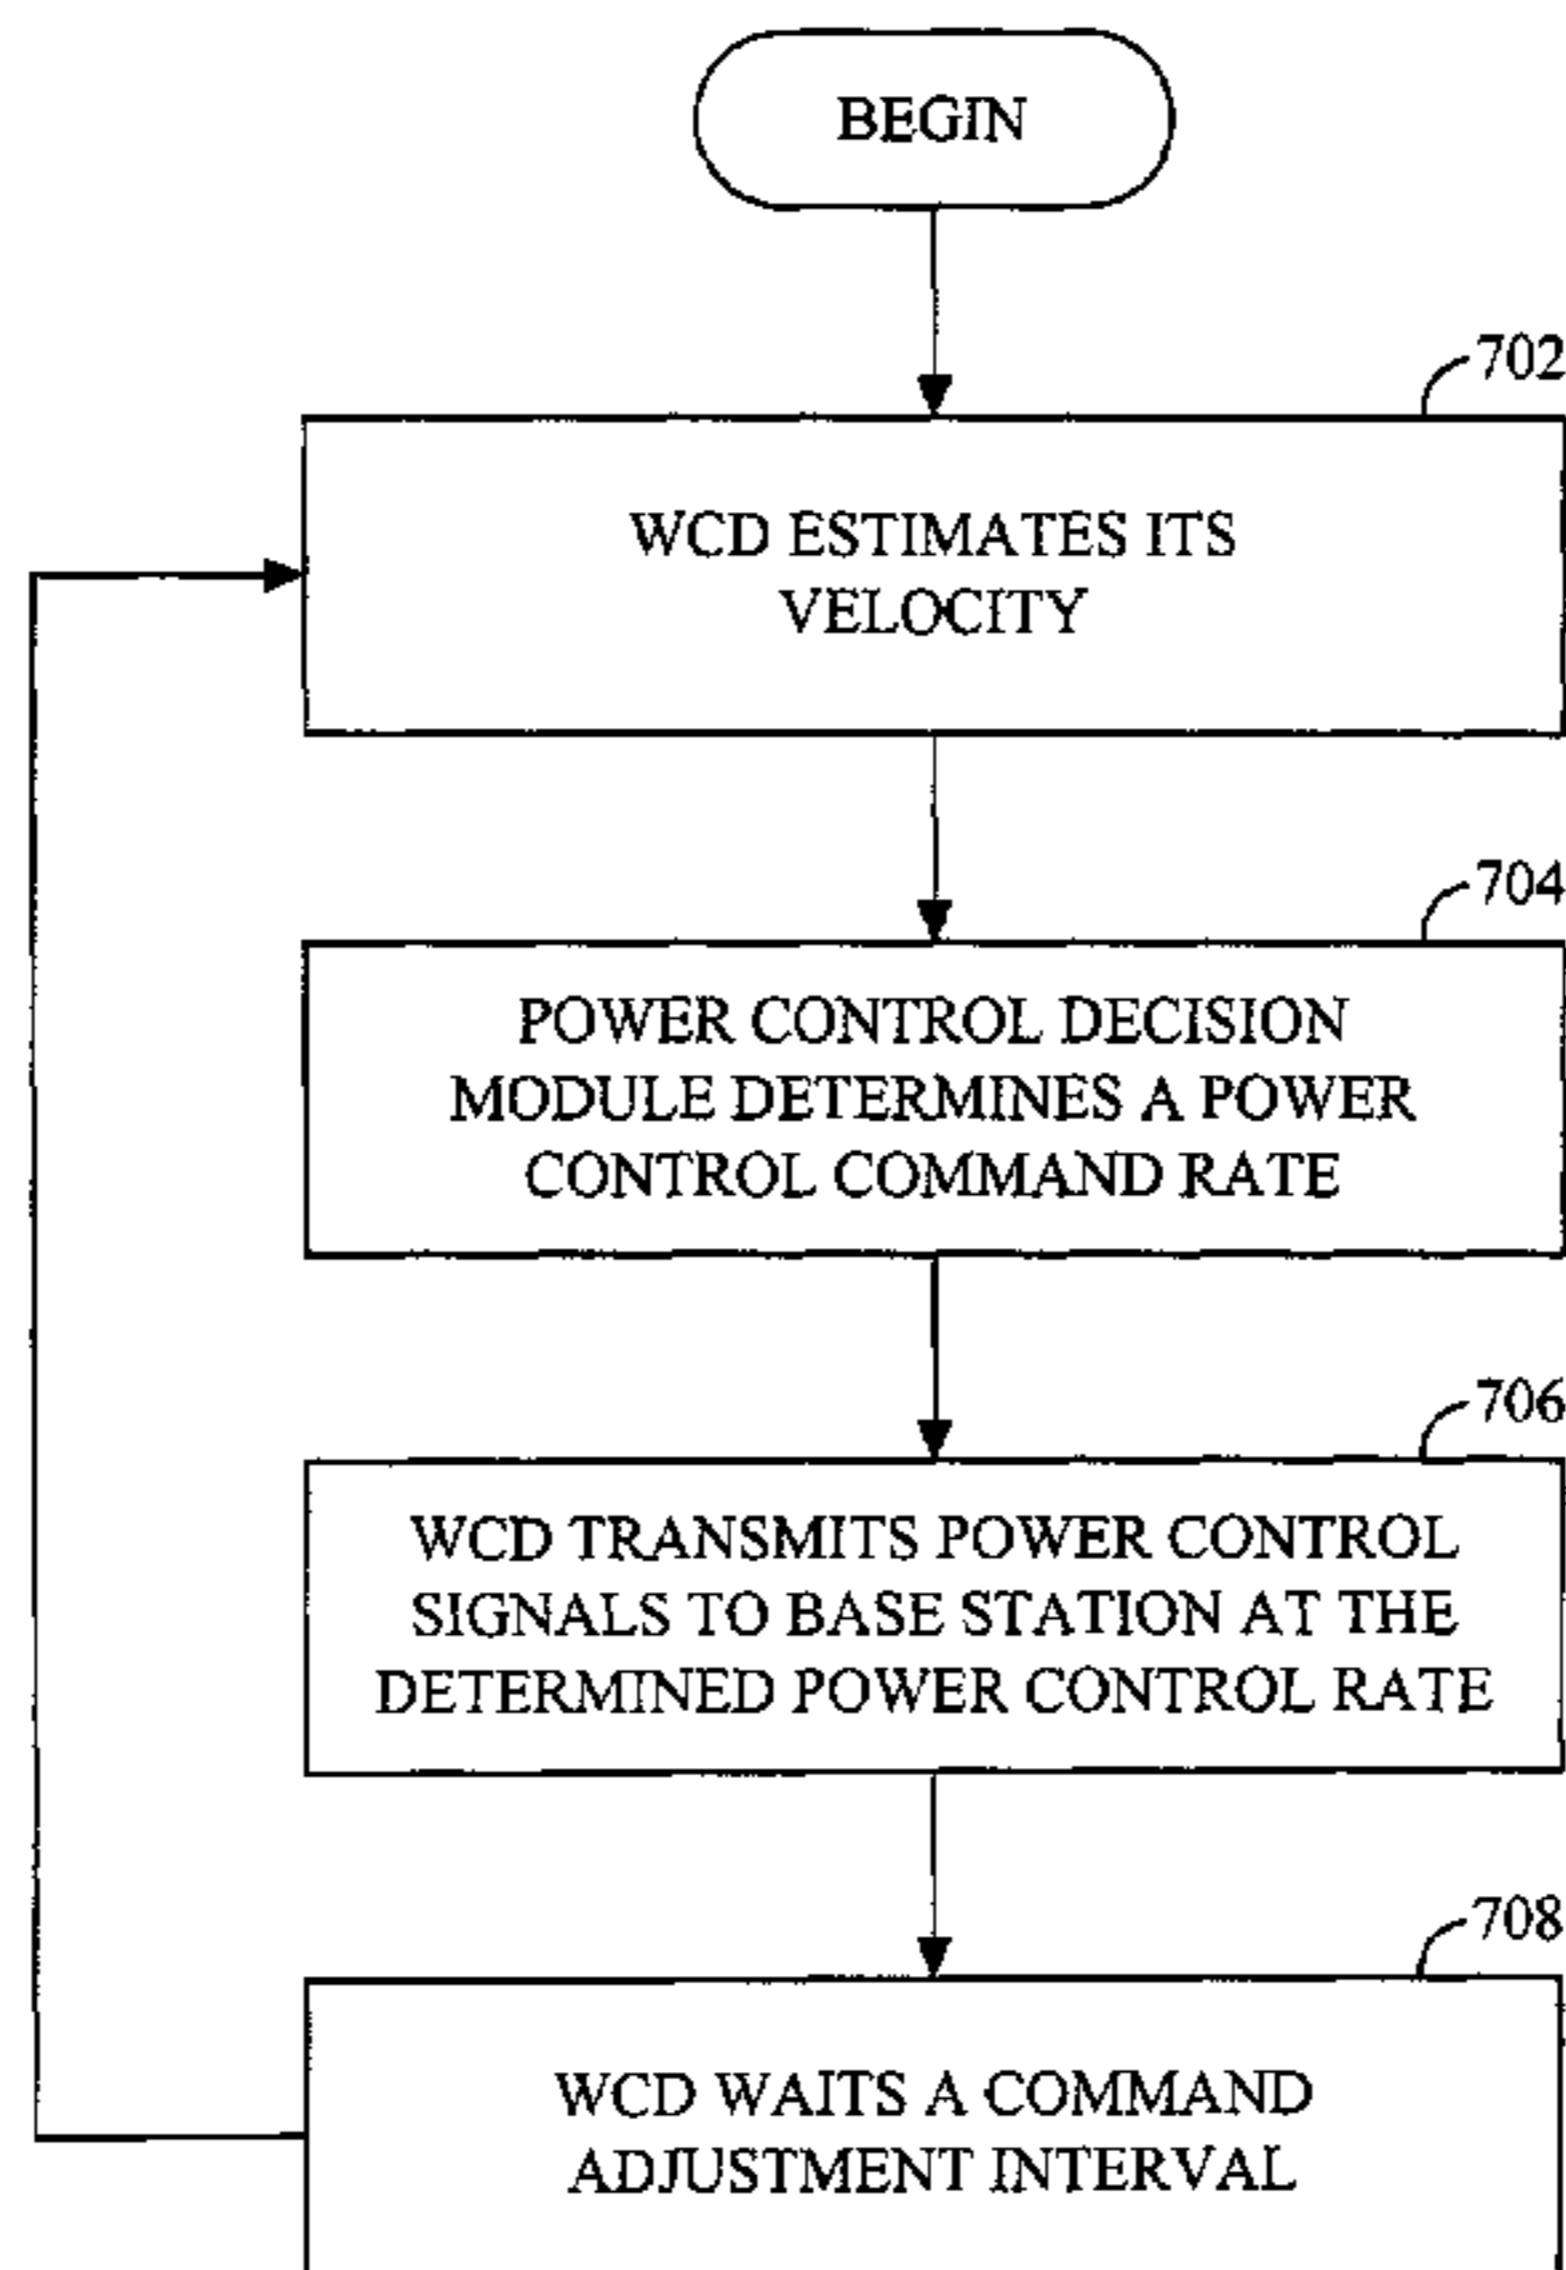 BEGIN
702
WCD ESTIMATES ITS
VELOCITY
704
POWER CONTROL DECISION
MODULE DETERMINES A POWER
CONTROL COMMAND RATE
706
WCD TRANSMITS POWER CONTROL
SIGNALS TO BASE STATION AT THE
DETERMINED POWER CONTROL RATE
708
WCD WAITS A COMMAND
ADJUSTMENT INTERVAL